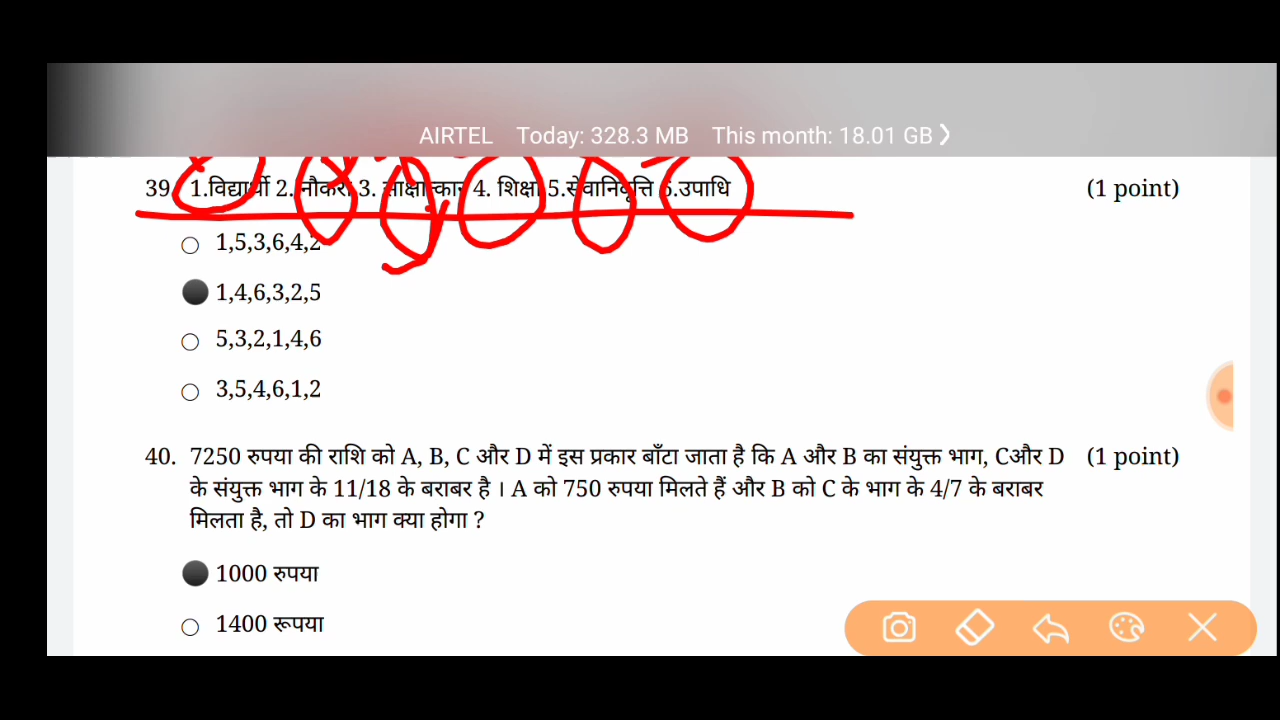 AIRTEL Today: 328.3 MB This month: 18.01 GB
39. 1.विद्यार्थी 2. नौकरी 3. साक्षात्कार 4. शिक्षा 5.सेवानिवृत्ति 6.उपाधि (1 point)
1,5,3,6,4,2
1,4,6,3,2,5
5,3,2,1,4,6
3,5,4,6,1,2
40. 7250 रुपया की राशि को A, B, C और D में इस प्रकार बाँटा जाता है कि A और B का संयुक्त भाग, Cऔर D (1 point)
के संयुक्त भाग के 11/18 के बराबर है । A को 750 रुपया मिलते हैं और B को C के भाग के 4/7 के बराबर
मिलता है, तो D का भाग क्या होगा ?
1000 रुपया
1400 रूपया